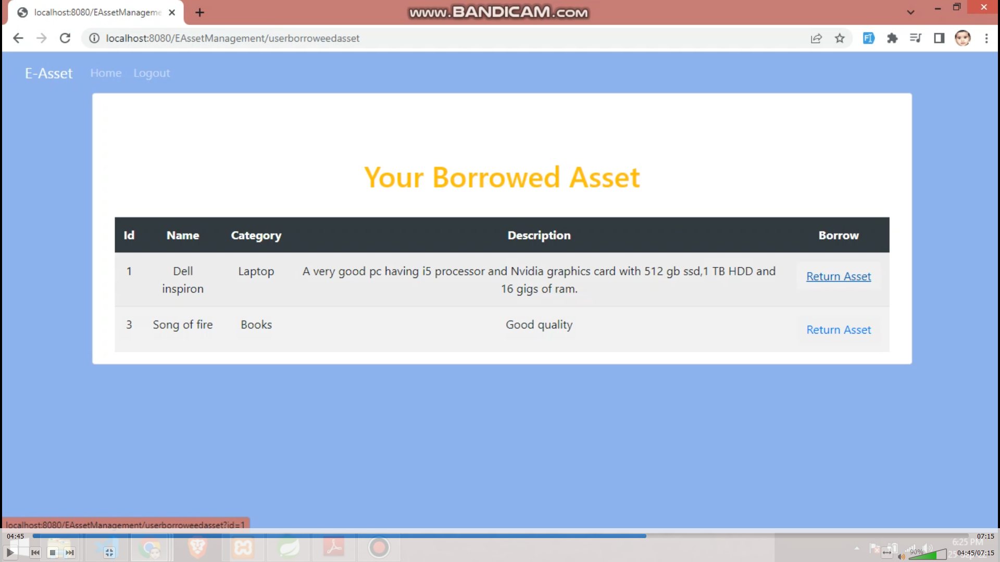 localhost:8080/EAssetManageme
www.BANDICAM.com
localhost:8080/EAssetManagement/userborroweedasset
E-Asset Home Logout
Your Borrowed Asset
Id Name Category Description Borrow
1 Dell inspiron Laptop A very good pc having i5 processor and Nvidia graphics card with 512 gb ssd,1 TB HDD and 16 gigs of ram. Return Asset
3 Song of fire Books Good quality Return Asset
localhost:8080/EAssetManagement/userborroweedasset?id=1
04:45 07:15
6:25 PM
90% 04:45/07:15